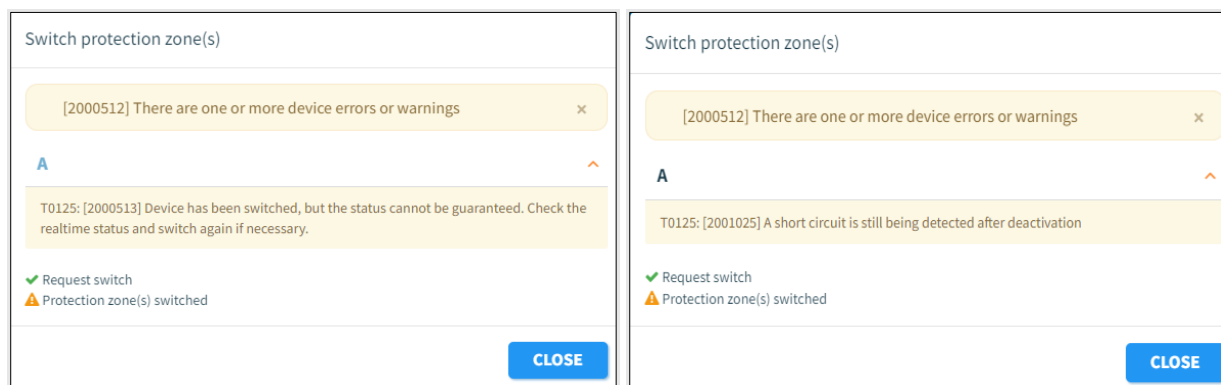 Switch protection zone(s)
[2000512] There are one or more device errors or warnings ×
A
T0125: [2000513] Device has been switched, but the status cannot be guaranteed. Check the
realtime status and switch again if necessary.
Request switch
Protection zone(s) switched
CLOSE
Switch protection zone(s)
[2000512] There are one or more device errors or warnings ×
A
T0125: [2001025] A short circuit is still being detected after deactivation
Request switch
Protection zone(s) switched
CLOSE